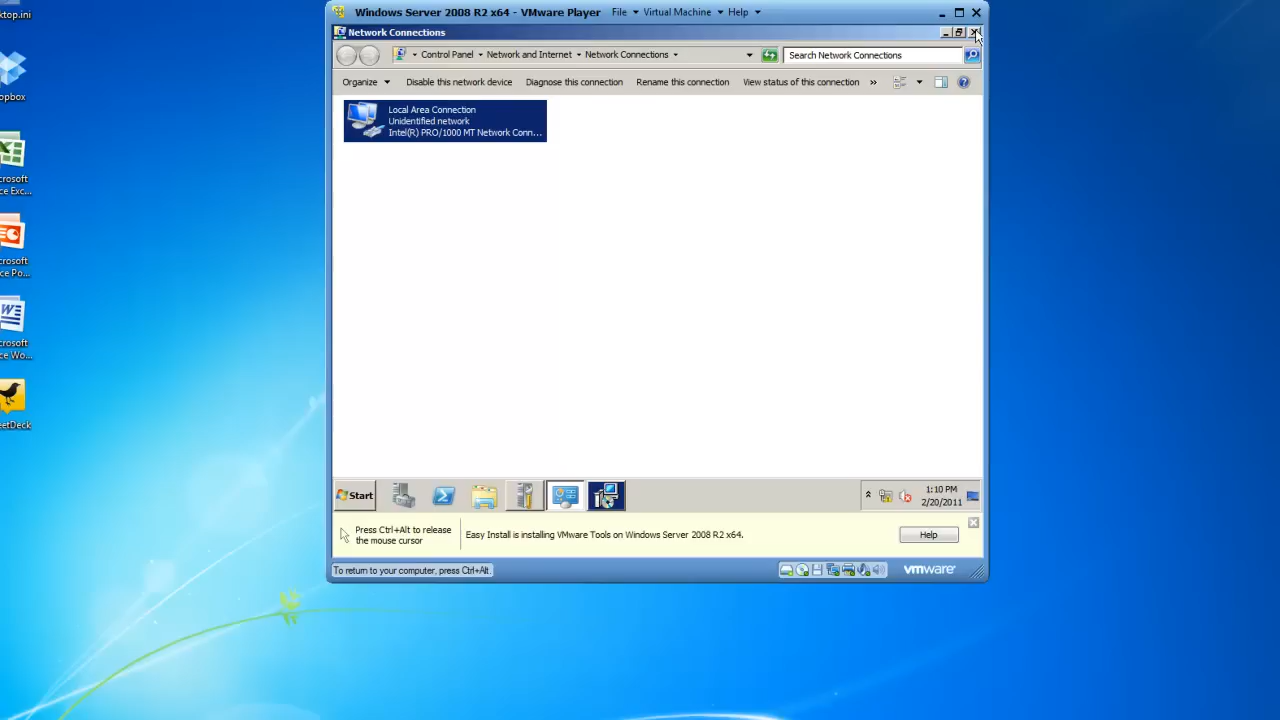 ktop.ini
Windows Server 2008 R2 x64 - VMware Player File Virtual Machine Help
Network Connections
Control Panel Network and Internet Network Connections
Search Network Connections
Organize Disable this network device Diagnose this connection Rename this network connection View status of this connection »
Local Area Connection
Unidentified network
Intel(R) PRO/1000 MT Network Conn...
opbox
rosoft
ce Exc...
rosoft
ce Po...
rosoft
ce Wo...
eetDeck
Start
1:10 PM
2/20/2011
Press Ctrl+Alt to release
the mouse cursor
Easy Install is installing VMware Tools on Windows Server 2008 R2 x64.
Help
To return to your computer, press Ctrl+Alt.
vmware